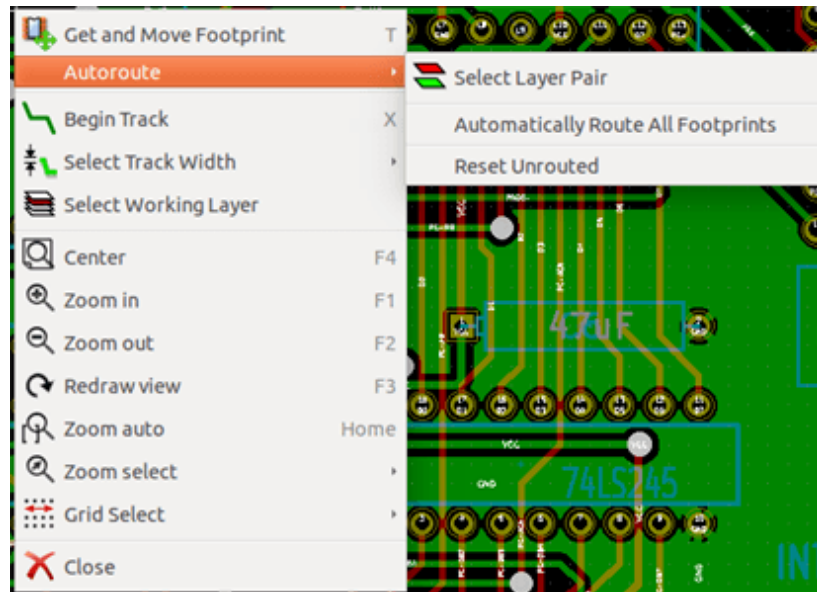 Get and Move Footprint T
Autoroute
Select Layer Pair
Begin Track X
Automatically Route All Footprints
Select Track Width
Reset Unrouted
Select Working Layer
Center F4
Zoom in F1
47uF
Zoom out F2
Redraw view F3
Zoom auto Home
VCC
Zoom select
GND
74LS245
Grid Select
INT
Close